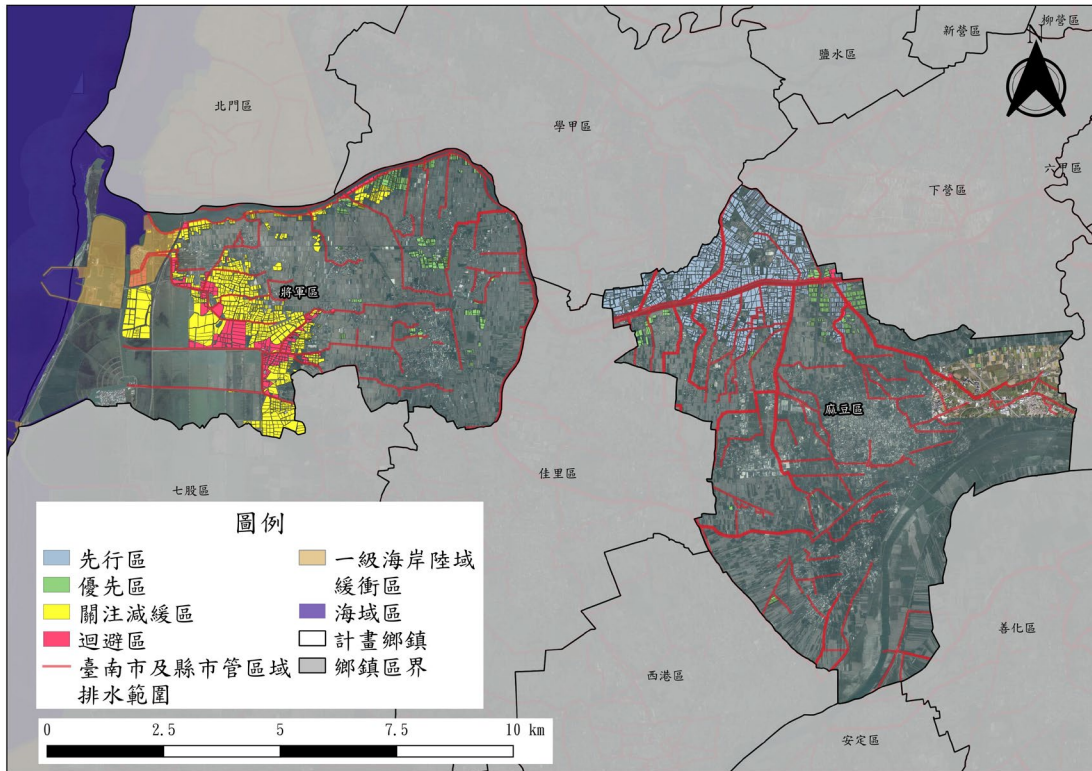 新營區
柳營區
N
鹽水區
北門區
學甲區
六甲區
下營區
將軍區
麻豆區
佳里區
七股區
圖例
先行區
優先區
關注減緩區
迴避區
臺南市及縣市管區域
排水範圍
一級海岸陸域
緩衝區
海域區
計畫鄉鎮
鄉鎮區界
善化區
西港區
安定區
0 2.5 5 7.5 10 km